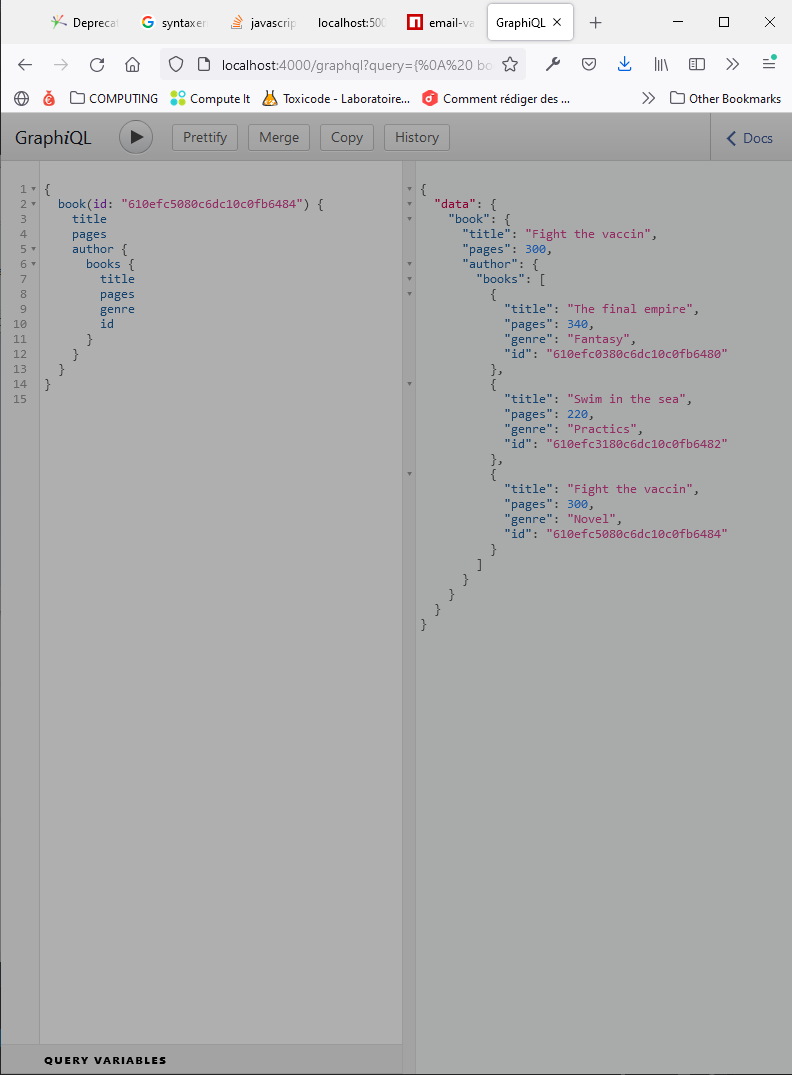 Deprecat syntaxer javascrip localhost:500 email-va GraphiQL
localhost:4000/graphql?query={%0A%20 bo
COMPUTING Compute It Toxicode - Laboratoire... Comment rédiger des ... Other Bookmarks
GraphiQL Prettify Merge Copy History Docs
1 {
2 book(id: "610efc5080c6dc10c0fb6484") {
3 title
4 pages
5 author {
6 books {
7 title
8 pages
9 genre
10 id
11 }
12 }
13 }
14 }
15
{
"data": {
"book": {
"title": "Fight the vaccin",
"pages": 300,
"author": {
"books": [
{
"title": "The final empire",
"pages": 340,
"genre": "Fantasy",
"id": "610efc0380c6dc10c0fb6480"
},
{
"title": "Swim in the sea",
"pages": 220,
"genre": "Practics",
"id": "610efc3180c6dc10c0fb6482"
},
{
"title": "Fight the vaccin",
"pages": 300,
"genre": "Novel",
"id": "610efc5080c6dc10c0fb6484"
}
]
}
}
}
}
QUERY VARIABLES